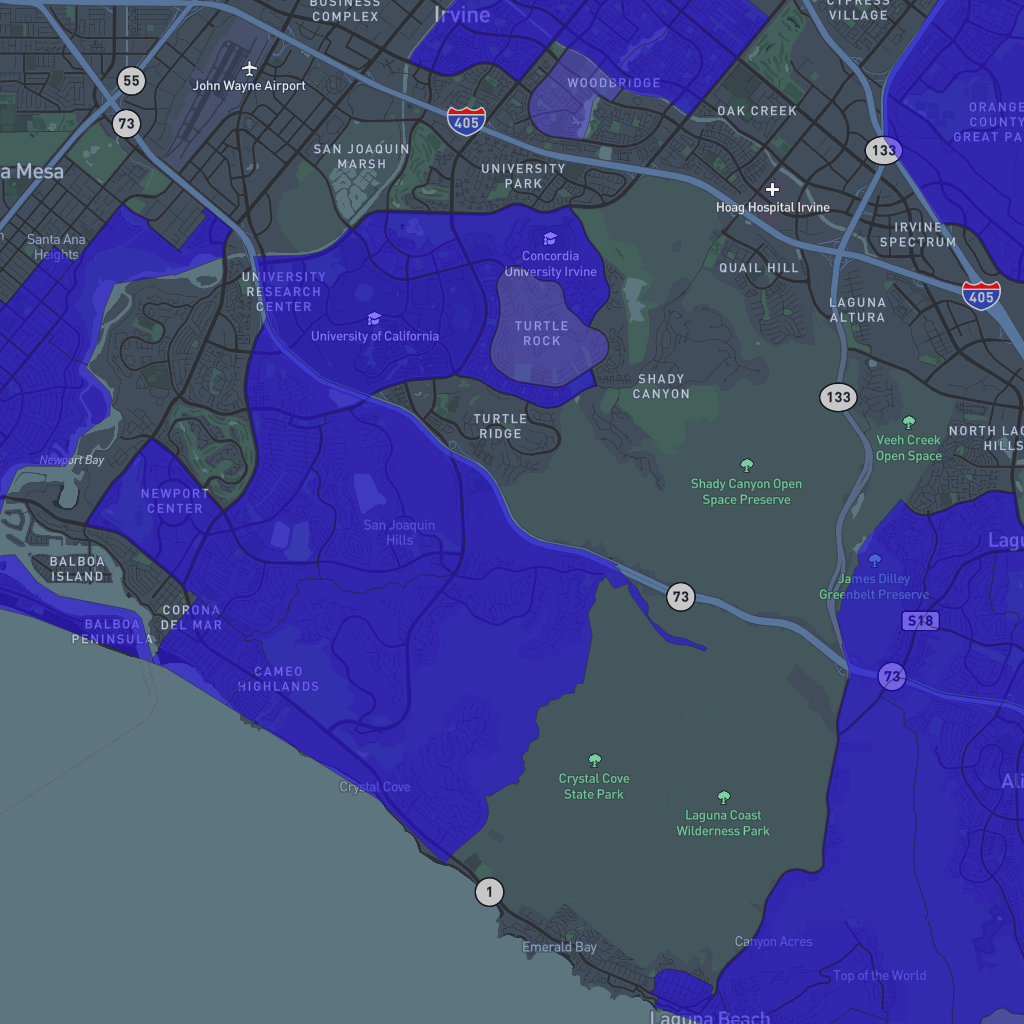 BUSINESS
COMPLEX
Irvine
CYPRESS
VILLAGE
55
John Wayne Airport
WOODBRIDGE
73
405
OAK CREEK
ORANGE
COUNTY
GREAT PA
133
SAN JOAQUIN
MARSH
UNIVERSITY
PARK
a Mesa
Hoag Hospital Irvine
Santa Ana
Heights
IRVINE
SPECTRUM
Concordia
University Irvine
QUAIL HILL
UNIVERSITY
RESEARCH
CENTER
405
LAGUNA
ALTURA
University of California
TURTLE
ROCK
SHADY
CANYON
133
TURTLE
RIDGE
Veeh Creek
Open Space
NORTH LAG
HILLS
Newport Bay
Shady Canyon Open
Space Preserve
NEWPORT
CENTER
San Joaquin
Hills
Lagu
BALBOA
ISLAND
James Dilley
Greenbelt Preserve
73
CORONA
DEL MAR
S18
BALBOA
PENINSULA
CAMEO
HIGHLANDS
73
Crystal Cove
State Park
Crystal Cove
Ali
Laguna Coast
Wilderness Park
1
Emerald Bay
Canyon Acres
Top of the World
Laguna Beach